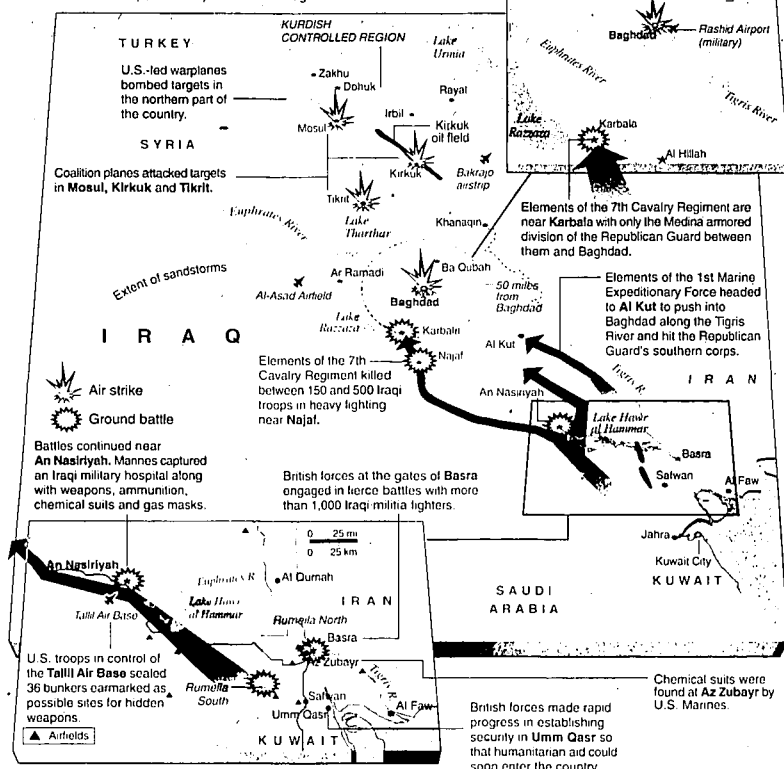 TURKEY
U.S.-led warplanes
bombed targets in
the northern part of
the country.
SYRIA
Coalition planes attacked targets
in Mosul, Kirkuk and Tikrit.
KURDISH
CONTROLLED REGION
Lake
Urmia
Zakhu
Dohuk
Rayat
Mosul
Irbil
Kirkuk
oil field
Kirkuk
Bakrajo
airstrip
Tikrit
Lake
Tharthar
Euphrates River
Khanaqin
Extent of sandstorms
Ar Ramadi
Al-Asad Airfield
Ba Qubah
Baghdad
50 miles
from
Baghdad
Lake
Razzaza
Karbala
Najaf
Al Kut
IRAQ
Air strike
Ground battle
Baghdad
Rashid Airport
(military)
Euphrates River
Tigris River
Lake
Razzaza
Karbala
Al Hillah
Elements of the 7th Cavalry Regiment are
near Karbala with only the Medina armored
division of the Republican Guard between
them and Baghdad.
Elements of the 1st Marine
Expeditionary Force headed
to Al Kut to push into
Baghdad along the Tigris
River and hit the Republican
Guard's southern corps.
Elements of the 7th
Cavalry Regiment killed
between 150 and 500 Iraqi
troops in heavy fighting
near Najaf.
Tigris R.
IRAN
An Nasiriyah
Lake Hawr
al Hammar
Basra
Safwan
Al Faw
Jahra
Kuwait City
KUWAIT
SAUDI
ARABIA
Battles continued near
An Nasiriyah. Marines captured
an Iraqi military hospital along
with weapons, ammunition,
chemical suits and gas masks.
British forces at the gates of Basra
engaged in fierce battles with more
than 1,000 Iraqi militia fighters.
0 25 mi
0 25 km
An Nasiriyah
Euphrates R.
Al Qurnah
Tallil Air Base
Lake Hawr
al Hammar
IRAN
Rumeila North
Basra
Az Zubayr
Tigris R.
Rumeila
South
Safwan
Umm Qasr
Al Faw
KUWAIT
U.S. troops in control of
the Tallil Air Base sealed
36 bunkers earmarked as
possible sites for hidden
weapons.
Airfields
Chemical suits were
found at Az Zubayr by
U.S. Marines.
British forces made rapid
progress in establishing
security in Umm Qasr so
that humanitarian aid could
soon enter the country.